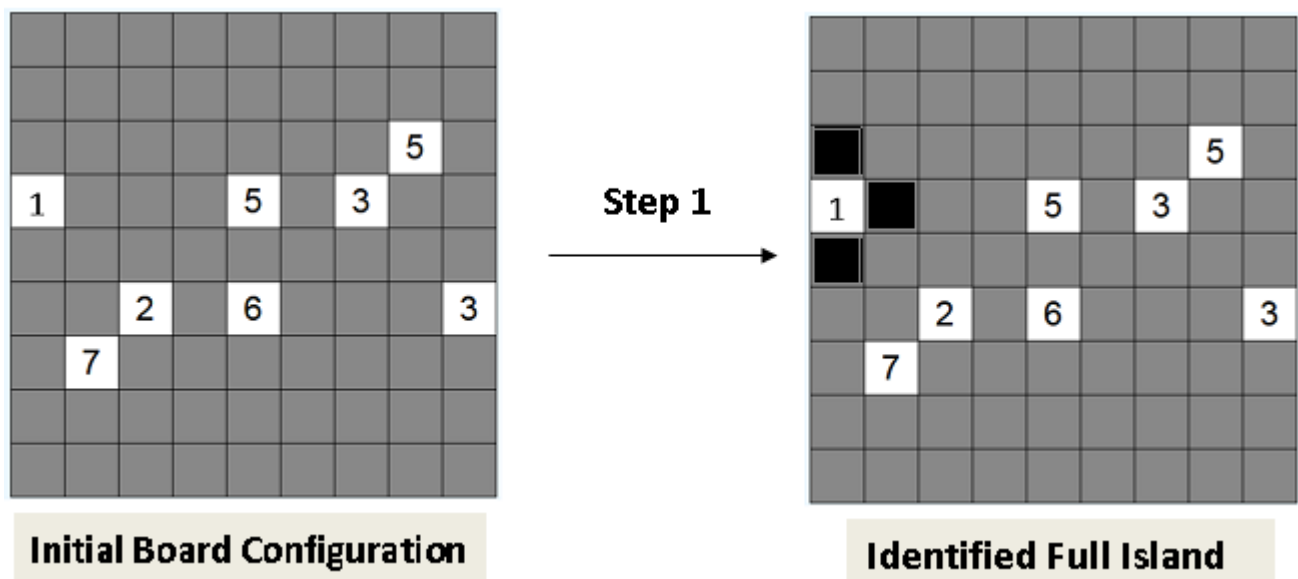 5
1 5 3
2 6 3
7
Initial Board Configuration
Step 1
5
1 5 3
2 6 3
7
Identified Full Island